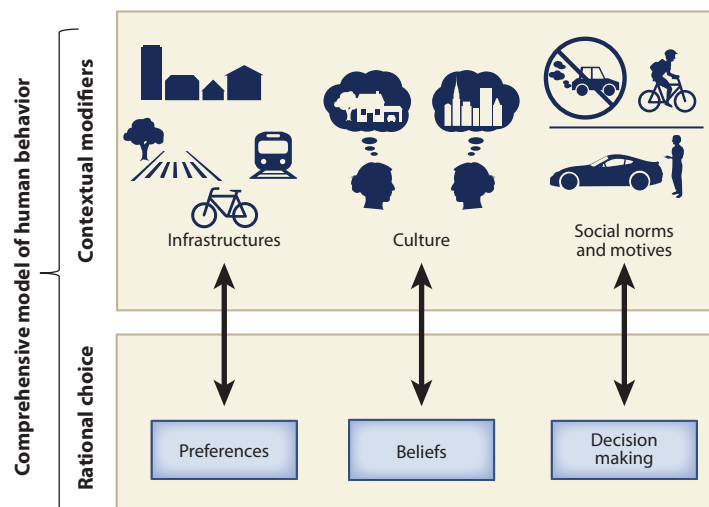 Comprehensive model of human behavior
Contextual modifiers
Infrastructures
Culture
Social norms
and motives
Rational choice
Preferences
Beliefs
Decision
making